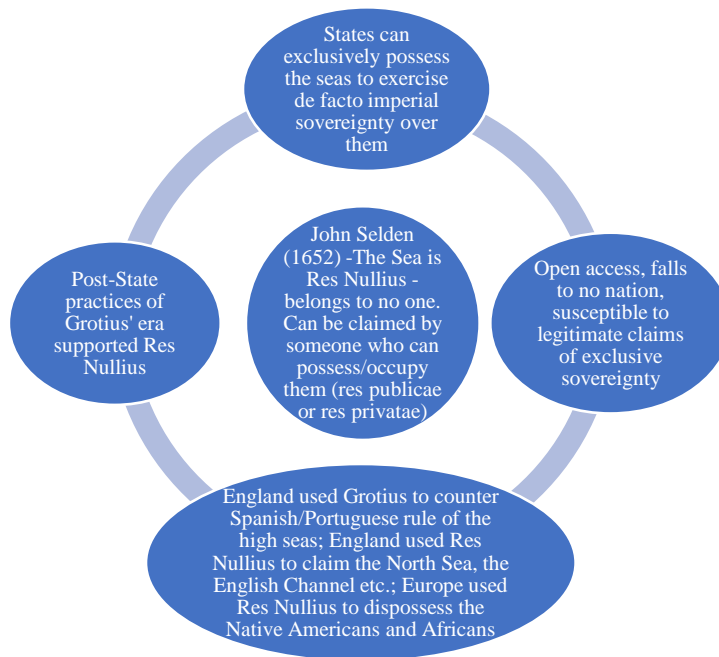 States can
exclusively possess
the seas to exercise
de facto imperial
sovereignty over
them
John Selden
(1652) -The Sea is
Res Nullius -
belongs to no one.
Can be claimed by
someone who can
possess/occupy
them (res publicae
or res privatae)
Post-State
practices of
Grotius' era
supported Res
Nullius
Open access, falls
to no nation,
susceptible to
legitimate claims
of exclusive
sovereignty
England used Grotius to counter
Spanish/Portuguese rule of the
high seas; England used Res
Nullius to claim the North Sea, the
English Channel etc.; Europe used
Res Nullius to dispossess the
Native Americans and Africans